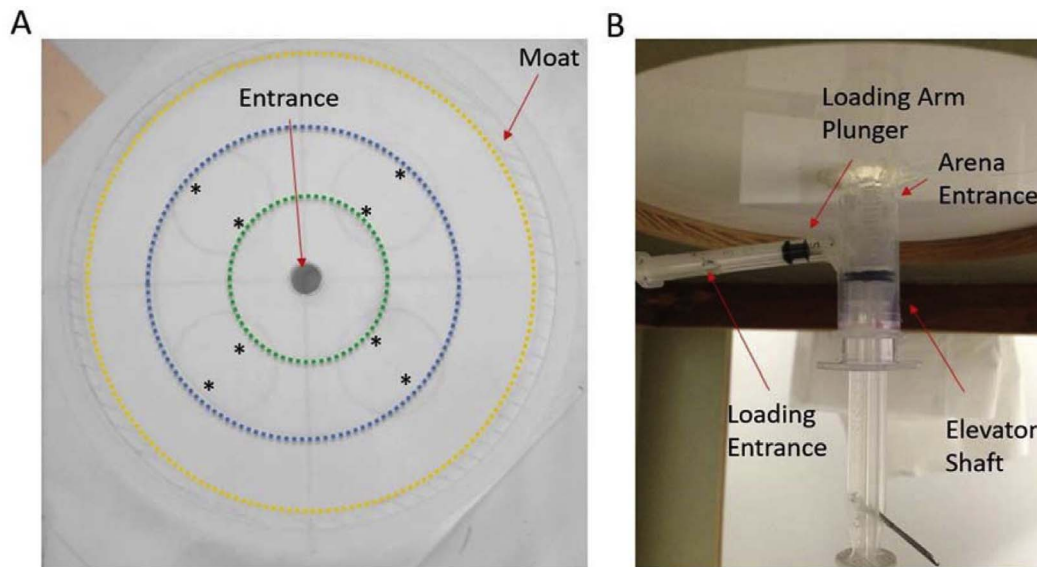 A
B
Moat
Entrance
Loading Arm
Plunger
Arena
Entrance
Loading
Entrance
Elevator
Shaft
* *
* *
* *
* *